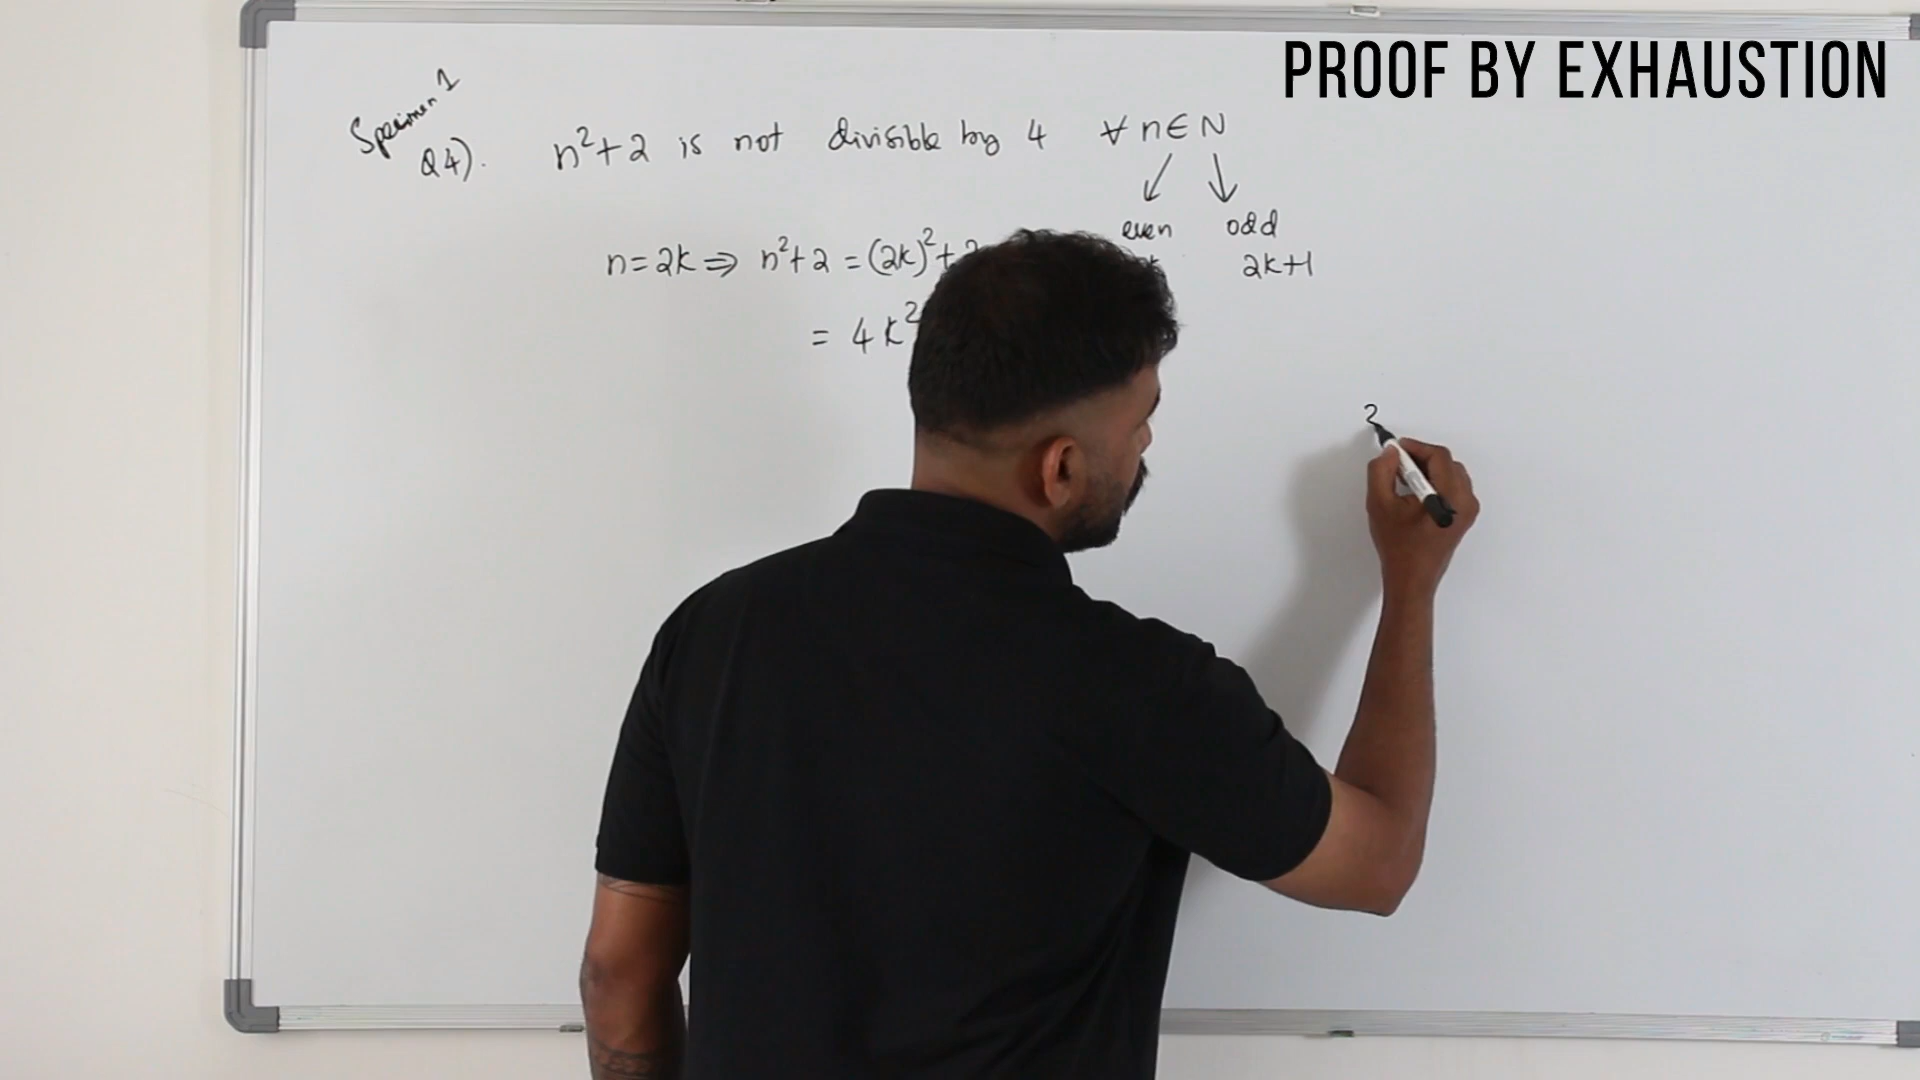 PROOF BY EXHAUSTION
Specimen 1
Q4). n²+2 is not divisible by 4 ∀ n∈N
↙ ↘
even odd
n=2k ⇒ n²+2 = (2k)²+ 2k+1
= 4k²
2